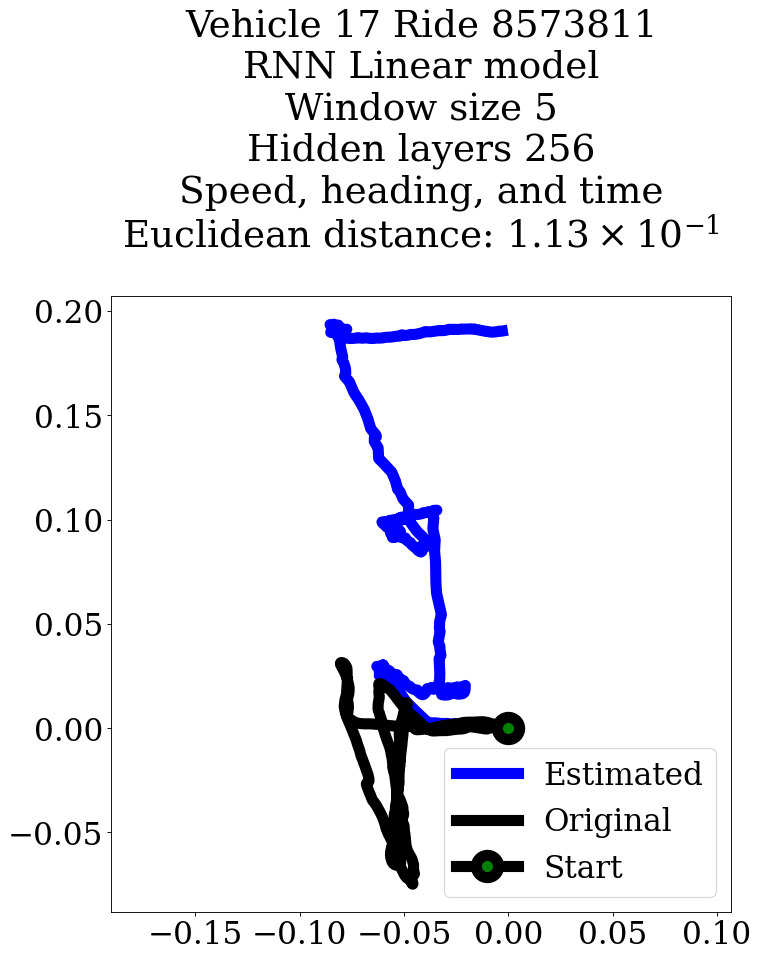 Vehicle 17 Ride 8573811
RNN Linear model
Window size 5
Hidden layers 256
Speed, heading, and time
Euclidean distance: 1.13 × 10⁻¹
0.20
0.15
0.10
0.05
0.00
−0.05
Estimated
Original
Start
−0.15 −0.10 −0.05 0.00 0.05 0.10